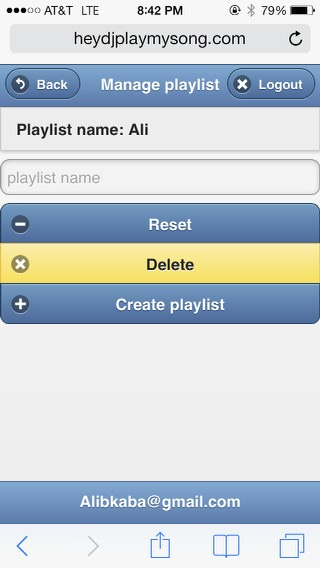 AT&T LTE 8:42 PM 79%
heydjplaymysong.com
Back Manage playlist Logout
Playlist name: Ali
playlist name
Reset
Delete
Create playlist
Alibkaba@gmail.com